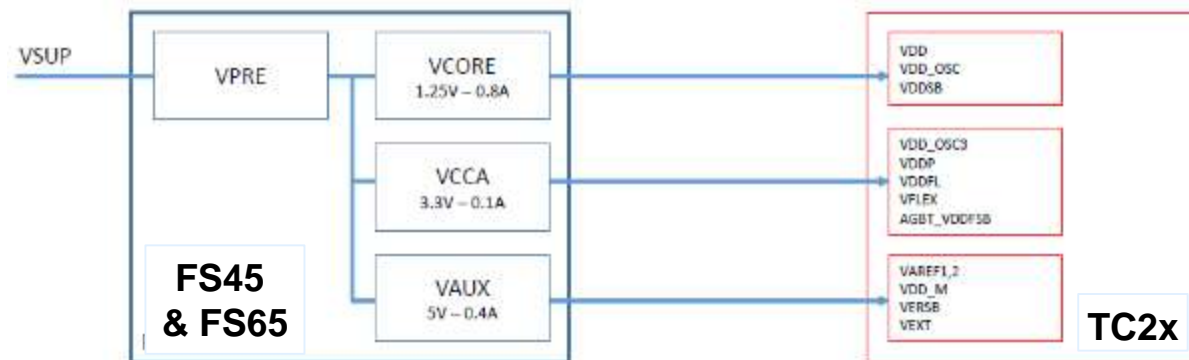 VSUP
VPRE
VCORE
1.25V – 0.8A
VCCA
3.3V – 0.1A
VAUX
5V – 0.4A
FS45
& FS65
VDD
VDD_OSC
VDDSB
VDD_OSC3
VDDP
VDDFL
VFLEX
AGBT_VDDFSB
VAREF1,2
VDD_M
VERSB
VEXT
TC2x